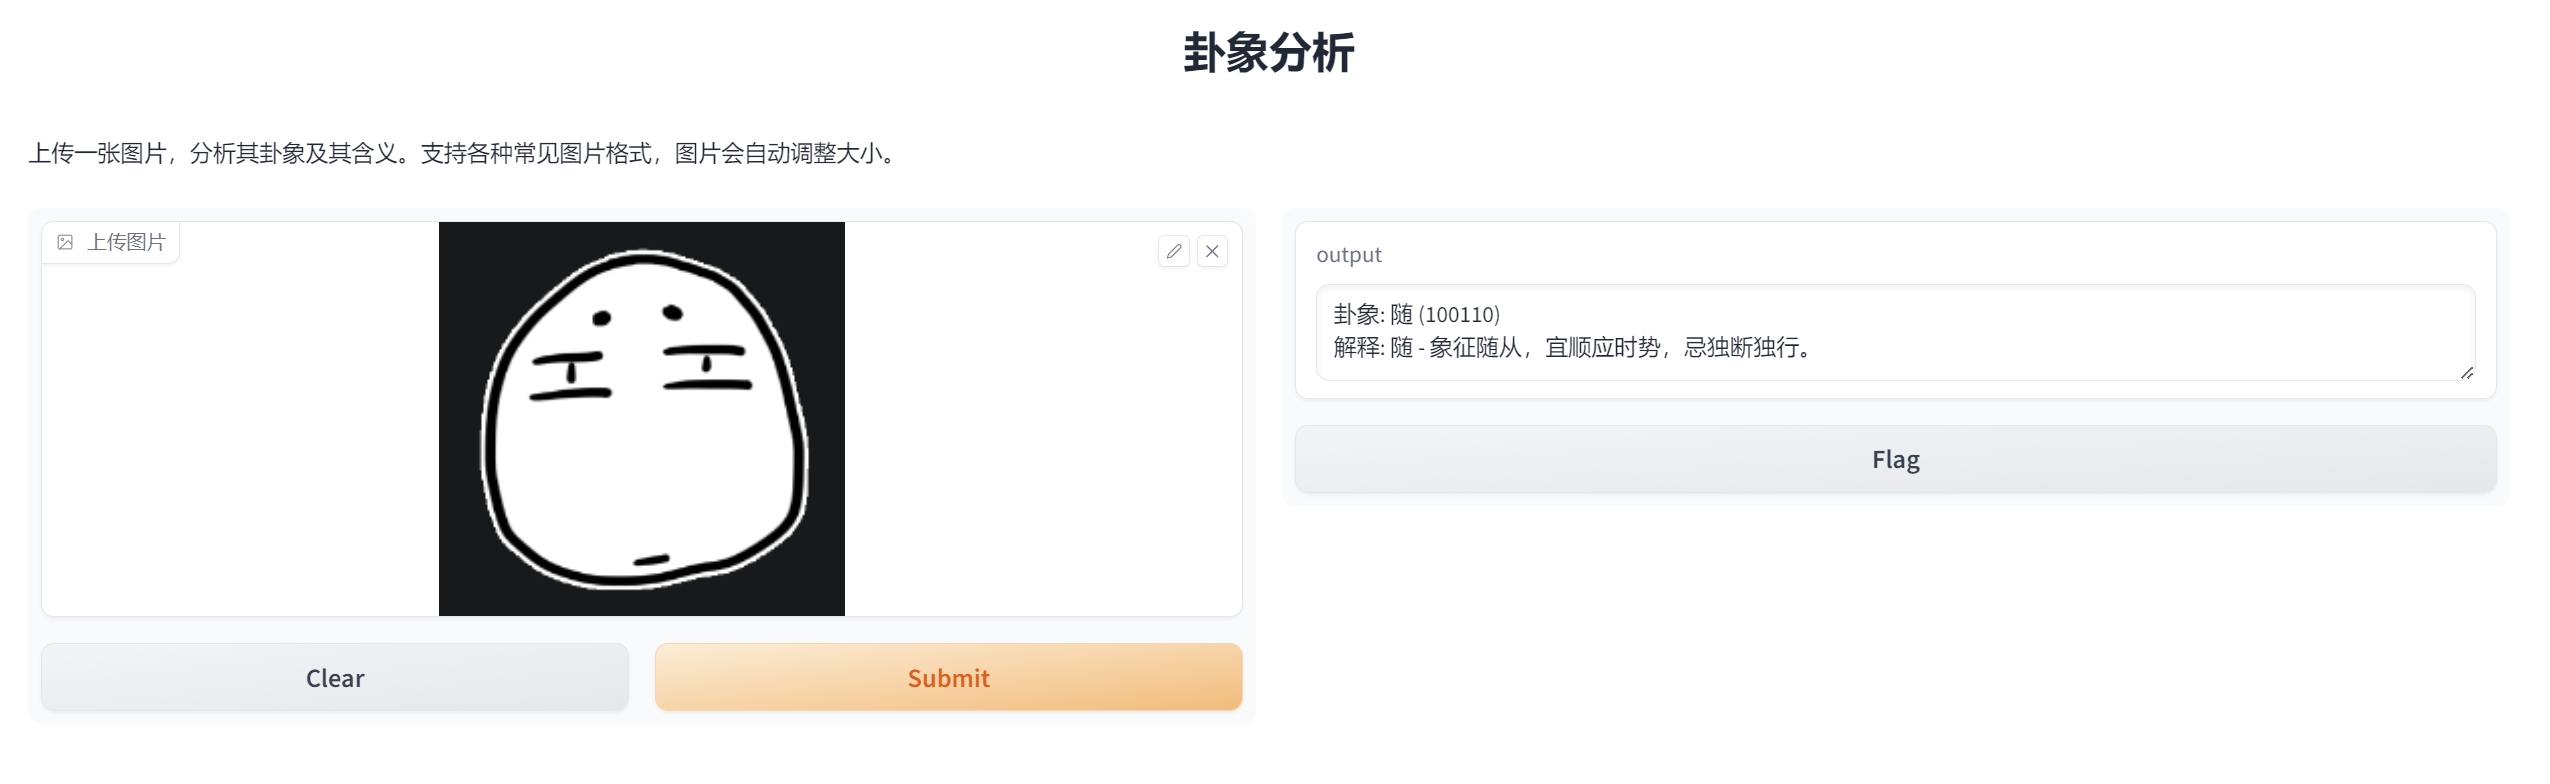 卦象分析
上传一张图片，分析其卦象及其含义。支持各种常见图片格式，图片会自动调整大小。
上传图片
output
卦象: 随 (100110)
解释: 随 - 象征随从，宜顺应时势，忌独断独行。
Flag
Clear
Submit